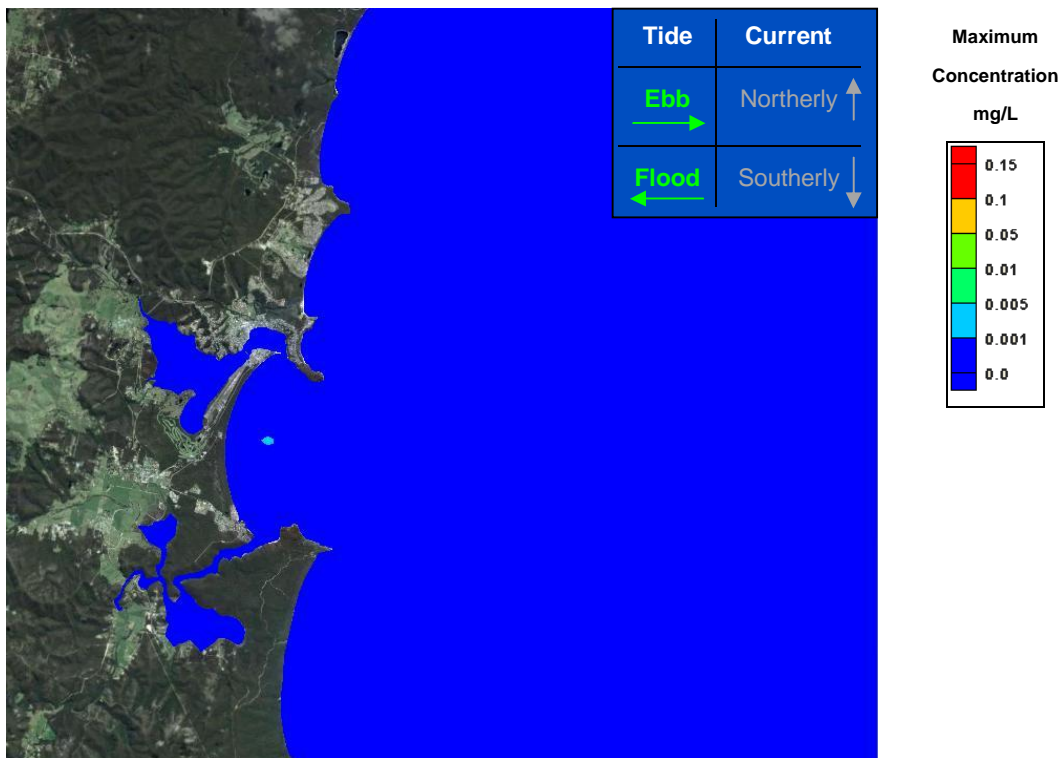 Tide Current
Ebb Northerly
Flood Southerly
Maximum
Concentration
mg/L
0.15
0.1
0.05
0.01
0.005
0.001
0.0